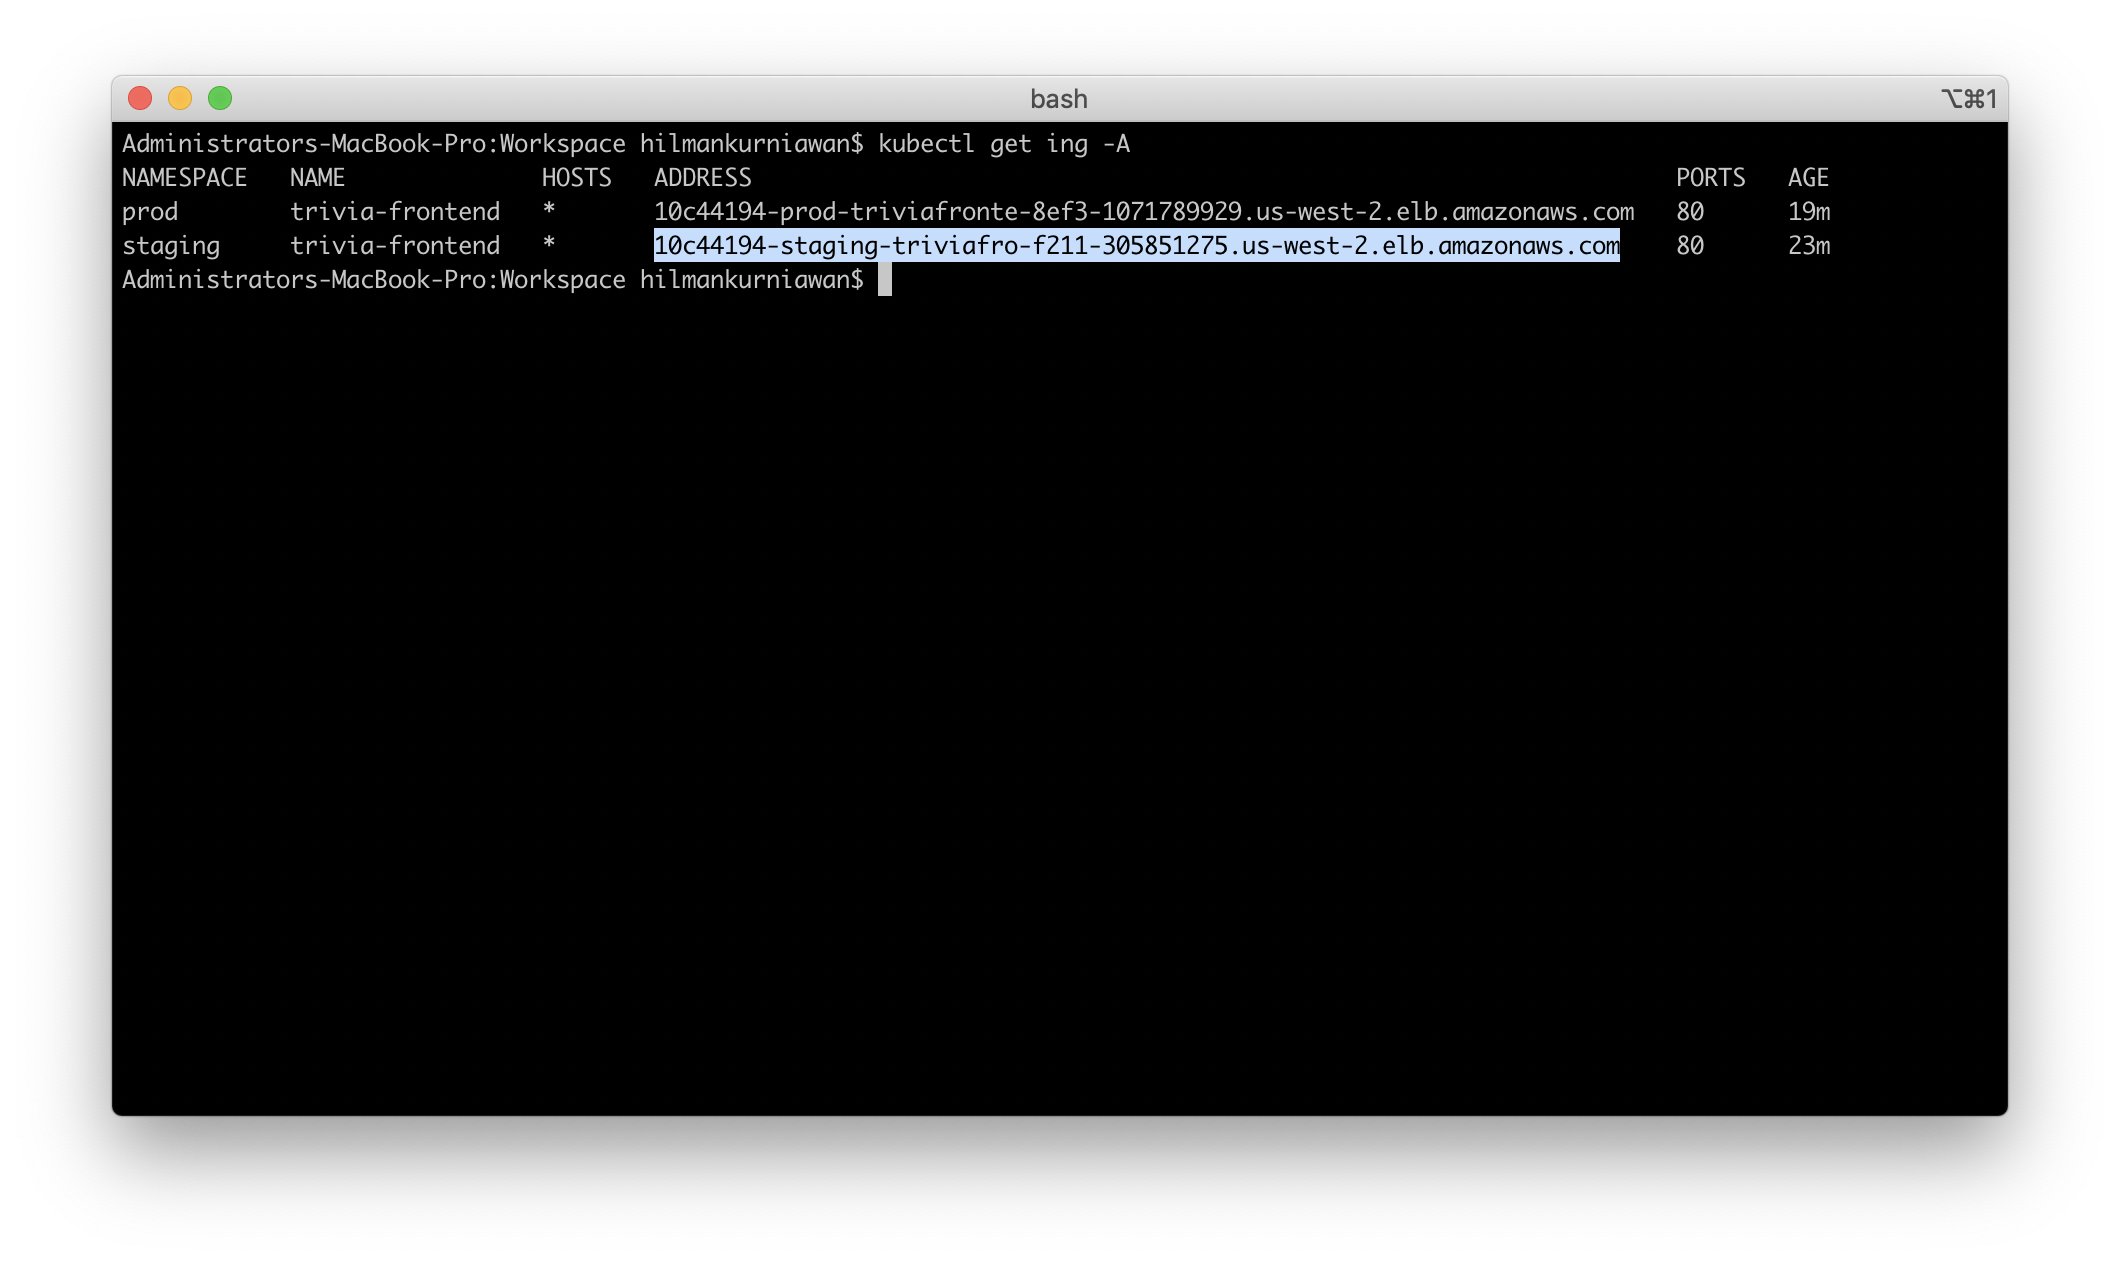 bash
⌥⌘1
Administrators-MacBook-Pro:Workspace hilmankurniawan$ kubectl get ing -A
NAMESPACE   NAME              HOSTS   ADDRESS                                                                  PORTS   AGE
prod        trivia-frontend   *       10c44194-prod-triviafronte-8ef3-1071789929.us-west-2.elb.amazonaws.com   80      19m
staging     trivia-frontend   *       10c44194-staging-triviafro-f211-305851275.us-west-2.elb.amazonaws.com    80      23m
Administrators-MacBook-Pro:Workspace hilmankurniawan$